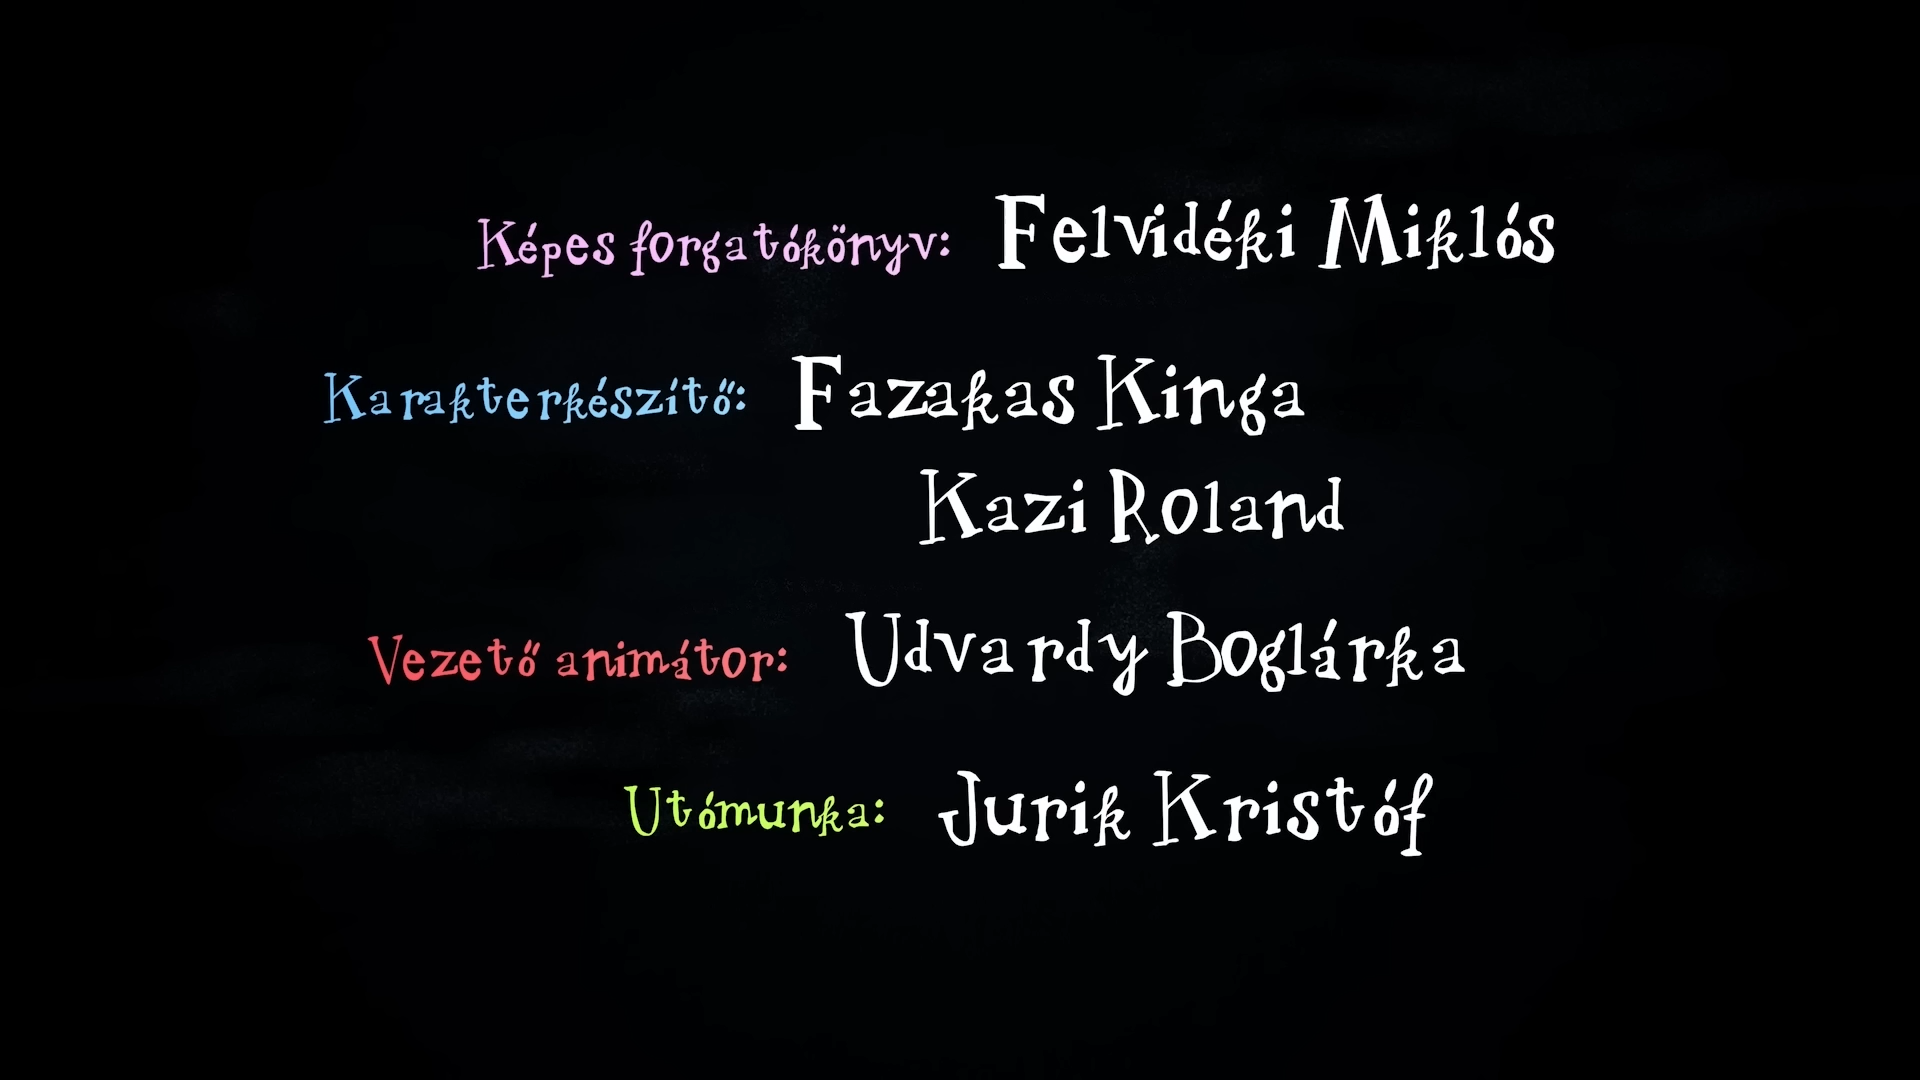 Képes forgatókönyv: Felvidéki Miklós
Karakterkészítő: Fazakas Kinga
Kazi Roland
Vezető animátor: Udvardy Boglárka
Utómunka: Jurik Kristóf